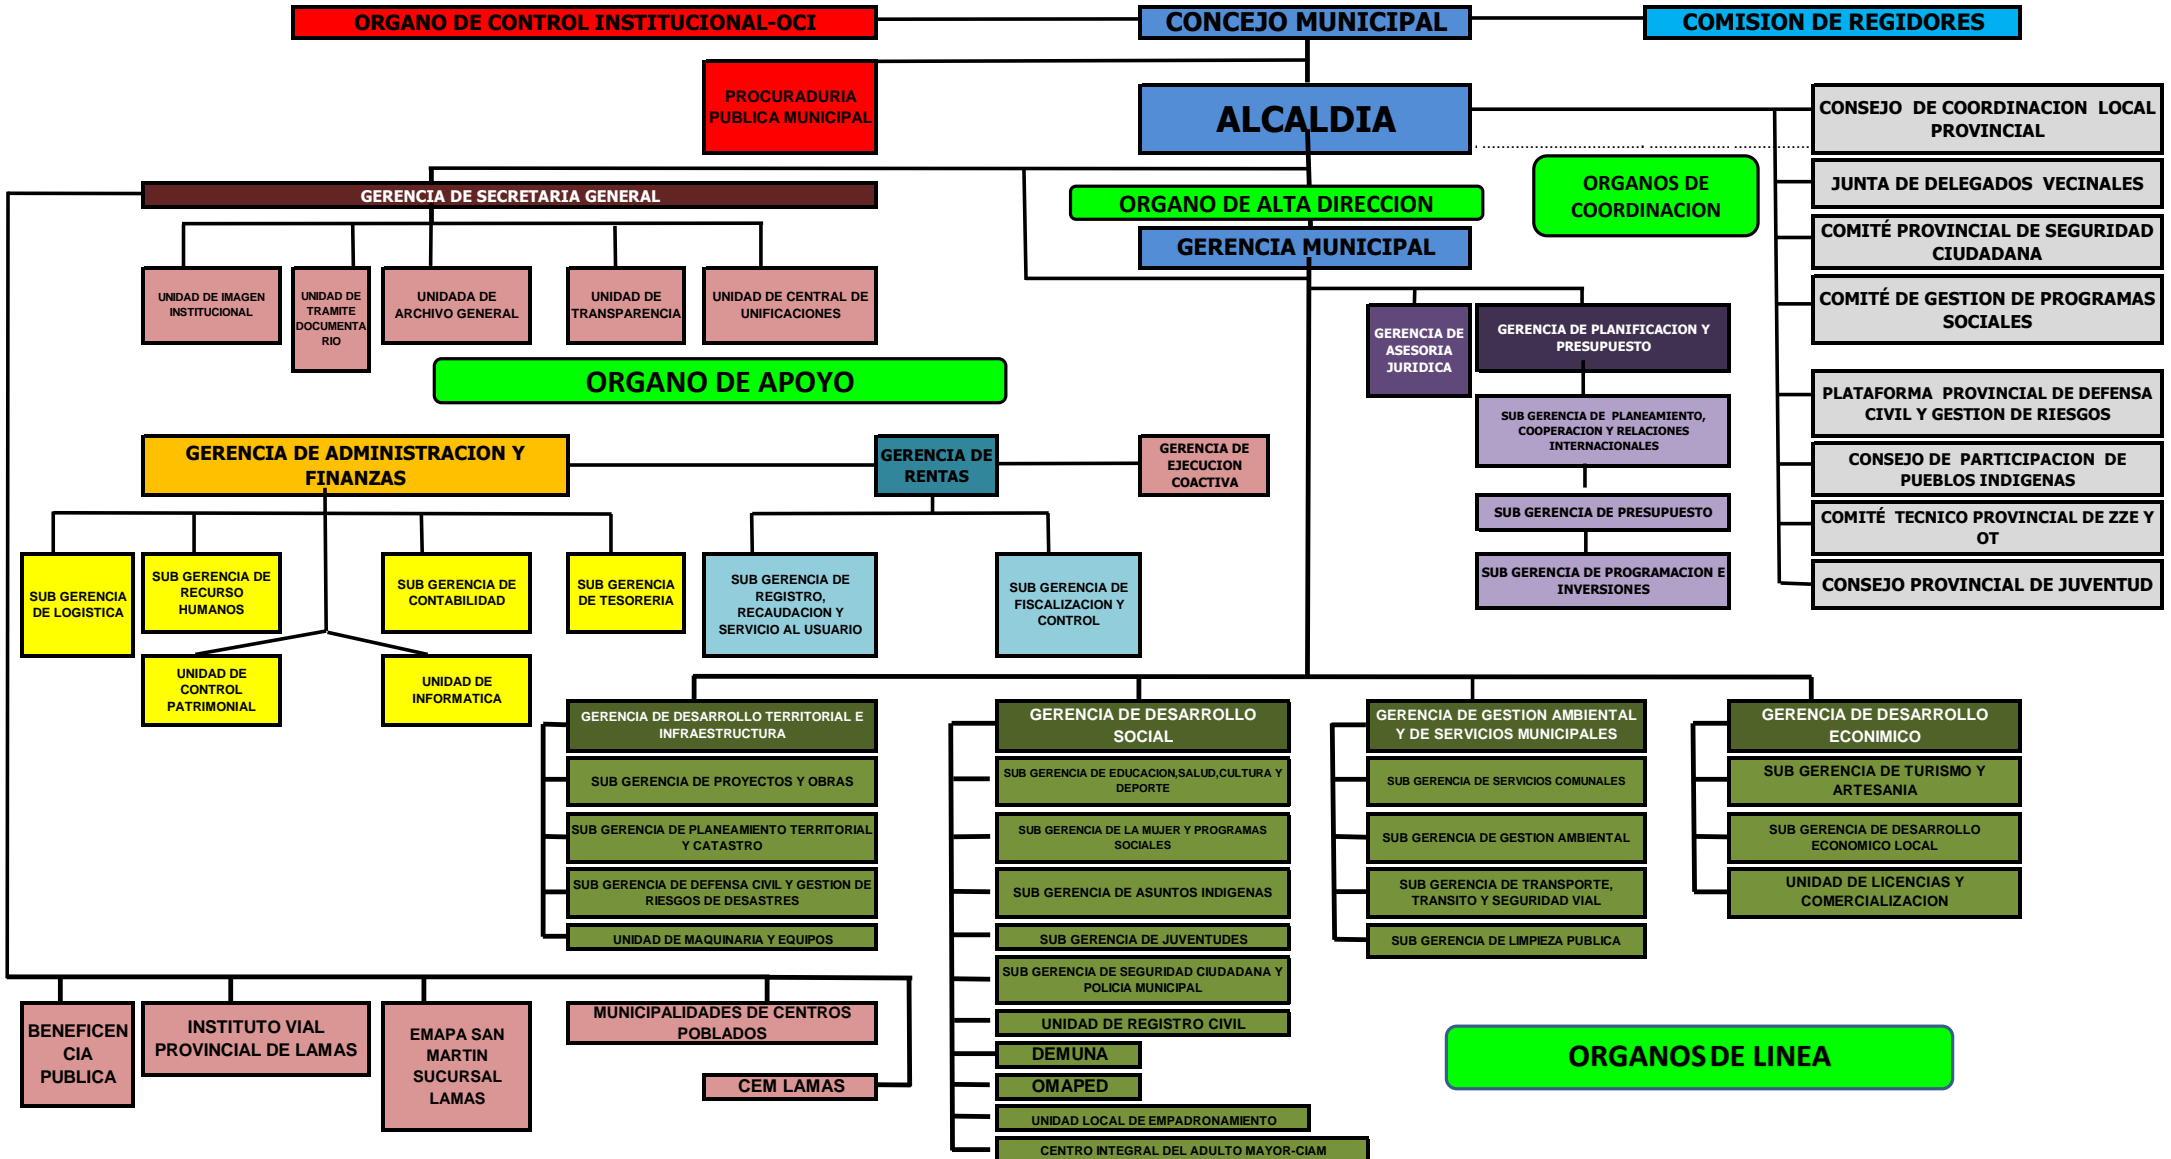 ORGANO DE CONTROL INSTITUCIONAL-OCI
CONCEJO MUNICIPAL
COMISION DE REGIDORES
PROCURADURIA
PUBLICA MUNICIPAL
ALCALDIA
CONSEJO DE COORDINACION LOCAL
PROVINCIAL
JUNTA DE DELEGADOS VECINALES
COMITÉ PROVINCIAL DE SEGURIDAD
CIUDADANA
COMITÉ DE GESTION DE PROGRAMAS
SOCIALES
PLATAFORMA PROVINCIAL DE DEFENSA
CIVIL Y GESTION DE RIESGOS
CONSEJO DE PARTICIPACION DE
PUEBLOS INDIGENAS
COMITÉ TECNICO PROVINCIAL DE ZZE Y
OT
CONSEJO PROVINCIAL DE JUVENTUD
ORGANOS DE
COORDINACION
GERENCIA DE SECRETARIA GENERAL
ORGANO DE ALTA DIRECCION
GERENCIA MUNICIPAL
UNIDAD DE IMAGEN
INSTITUCIONAL
UNIDAD DE
TRAMITE
DOCUMENTA
RIO
UNIDADA DE
ARCHIVO GENERAL
UNIDAD DE
TRANSPARENCIA
UNIDAD DE CENTRAL DE
UNIFICACIONES
GERENCIA DE
ASESORIA
JURIDICA
GERENCIA DE PLANIFICACION Y
PRESUPUESTO
SUB GERENCIA DE PLANEAMIENTO,
COOPERACION Y RELACIONES
INTERNACIONALES
SUB GERENCIA DE PRESUPUESTO
SUB GERENCIA DE PROGRAMACION E
INVERSIONES
ORGANO DE APOYO
GERENCIA DE ADMINISTRACION Y
FINANZAS
GERENCIA DE
RENTAS
GERENCIA DE
EJECUCION
COACTIVA
SUB GERENCIA
DE LOGISTICA
SUB GERENCIA DE
RECURSO
HUMANOS
SUB GERENCIA DE
CONTABILIDAD
SUB GERENCIA
DE TESORERIA
SUB GERENCIA DE
REGISTRO,
RECAUDACION Y
SERVICIO AL USUARIO
SUB GERENCIA DE
FISCALIZACION Y
CONTROL
UNIDAD DE
CONTROL
PATRIMONIAL
UNIDAD DE
INFORMATICA
GERENCIA DE DESARROLLO TERRITORIAL E
INFRAESTRUCTURA
SUB GERENCIA DE PROYECTOS Y OBRAS
SUB GERENCIA DE PLANEAMIENTO TERRITORIAL
Y CATASTRO
SUB GERENCIA DE DEFENSA CIVIL Y GESTION DE
RIESGOS DE DESASTRES
UNIDAD DE MAQUINARIA Y EQUIPOS
GERENCIA DE DESARROLLO
SOCIAL
SUB GERENCIA DE EDUCACION,SALUD,CULTURA Y
DEPORTE
SUB GERENCIA DE LA MUJER Y PROGRAMAS
SOCIALES
SUB GERENCIA DE ASUNTOS INDIGENAS
SUB GERENCIA DE JUVENTUDES
SUB GERENCIA DE SEGURIDAD CIUDADANA Y
POLICIA MUNICIPAL
UNIDAD DE REGISTRO CIVIL
DEMUNA
OMAPED
UNIDAD LOCAL DE EMPADRONAMIENTO
CENTRO INTEGRAL DEL ADULTO MAYOR-CIAM
GERENCIA DE GESTION AMBIENTAL
Y DE SERVICIOS MUNICIPALES
SUB GERENCIA DE SERVICIOS COMUNALES
SUB GERENCIA DE GESTION AMBIENTAL
SUB GERENCIA DE TRANSPORTE,
TRANSITO Y SEGURIDAD VIAL
SUB GERENCIA DE LIMPIEZA PUBLICA
GERENCIA DE DESARROLLO
ECONIMICO
SUB GERENCIA DE TURISMO Y
ARTESANIA
SUB GERENCIA DE DESARROLLO
ECONOMICO LOCAL
UNIDAD DE LICENCIAS Y
COMERCIALIZACION
BENEFICEN
CIA
PUBLICA
INSTITUTO VIAL
PROVINCIAL DE LAMAS
EMAPA SAN
MARTIN
SUCURSAL
LAMAS
MUNICIPALIDADES DE CENTROS
POBLADOS
CEM LAMAS
ORGANOS DE LINEA